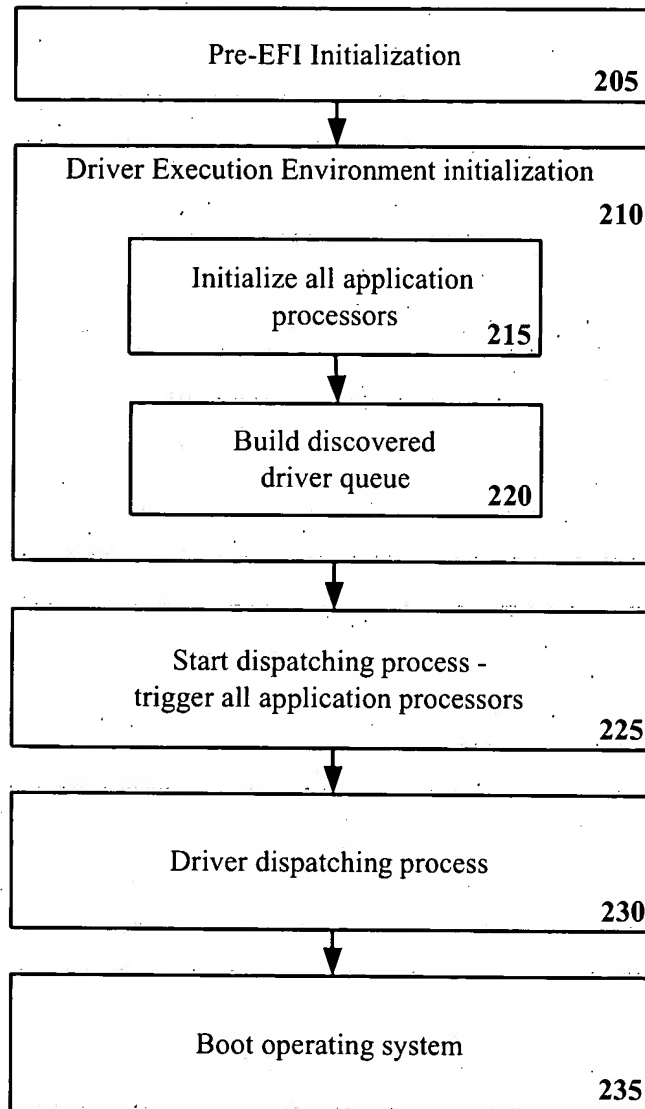 Pre-EFI Initialization
205
Driver Execution Environment initialization
210
Initialize all application
processors
215
Build discovered
driver queue
220
Start dispatching process -
trigger all application processors
225
Driver dispatching process
230
Boot operating system
235